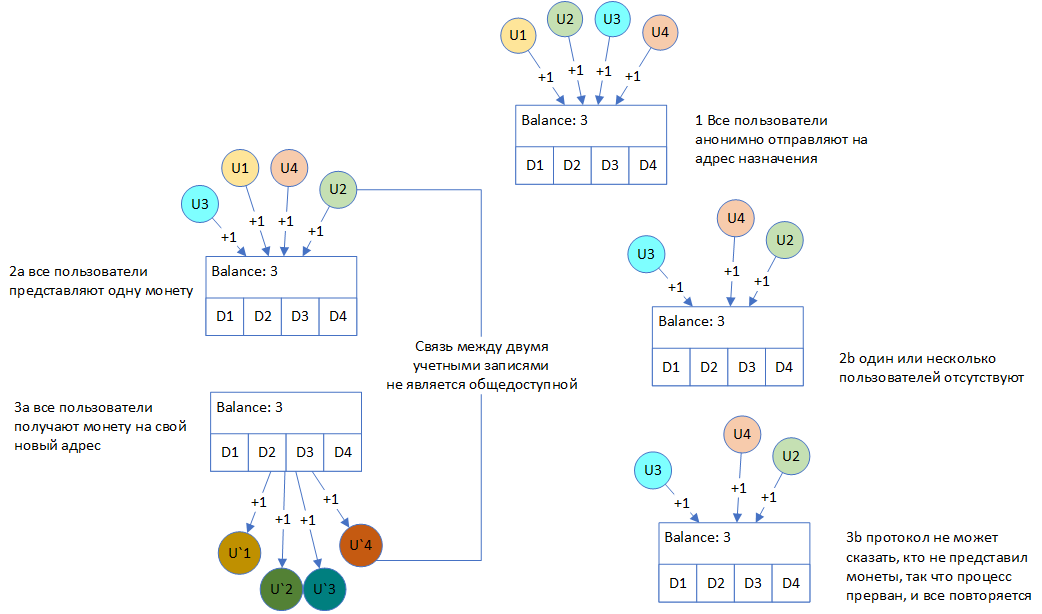 U1
U2
U3
U4
+1
+1
+1
+1
Balance: 3
D1
D2
D3
D4
1 Все пользователи
анонимно отправляют на
адрес назначения
U3
U1
U4
U2
+1
+1
+1
+1
Balance: 3
D1
D2
D3
D4
2a все пользователи
представляют одну монету
U3
U4
U2
+1
+1
+1
Balance: 3
D1
D2
D3
D4
2b один или несколько
пользователей отсутствуют
Связь между двумя
учетными записями
не является общедоступной
3a все пользователи
получают монету на свой
новый адрес
Balance: 3
D1
D2
D3
D4
+1
+1
+1
+1
U`1
U`2
U`3
U`4
U3
U4
U2
+1
+1
+1
Balance: 3
D1
D2
D3
D4
3b протокол не может
сказать, кто не представил
монеты, так что процесс
прерван, и все повторяется